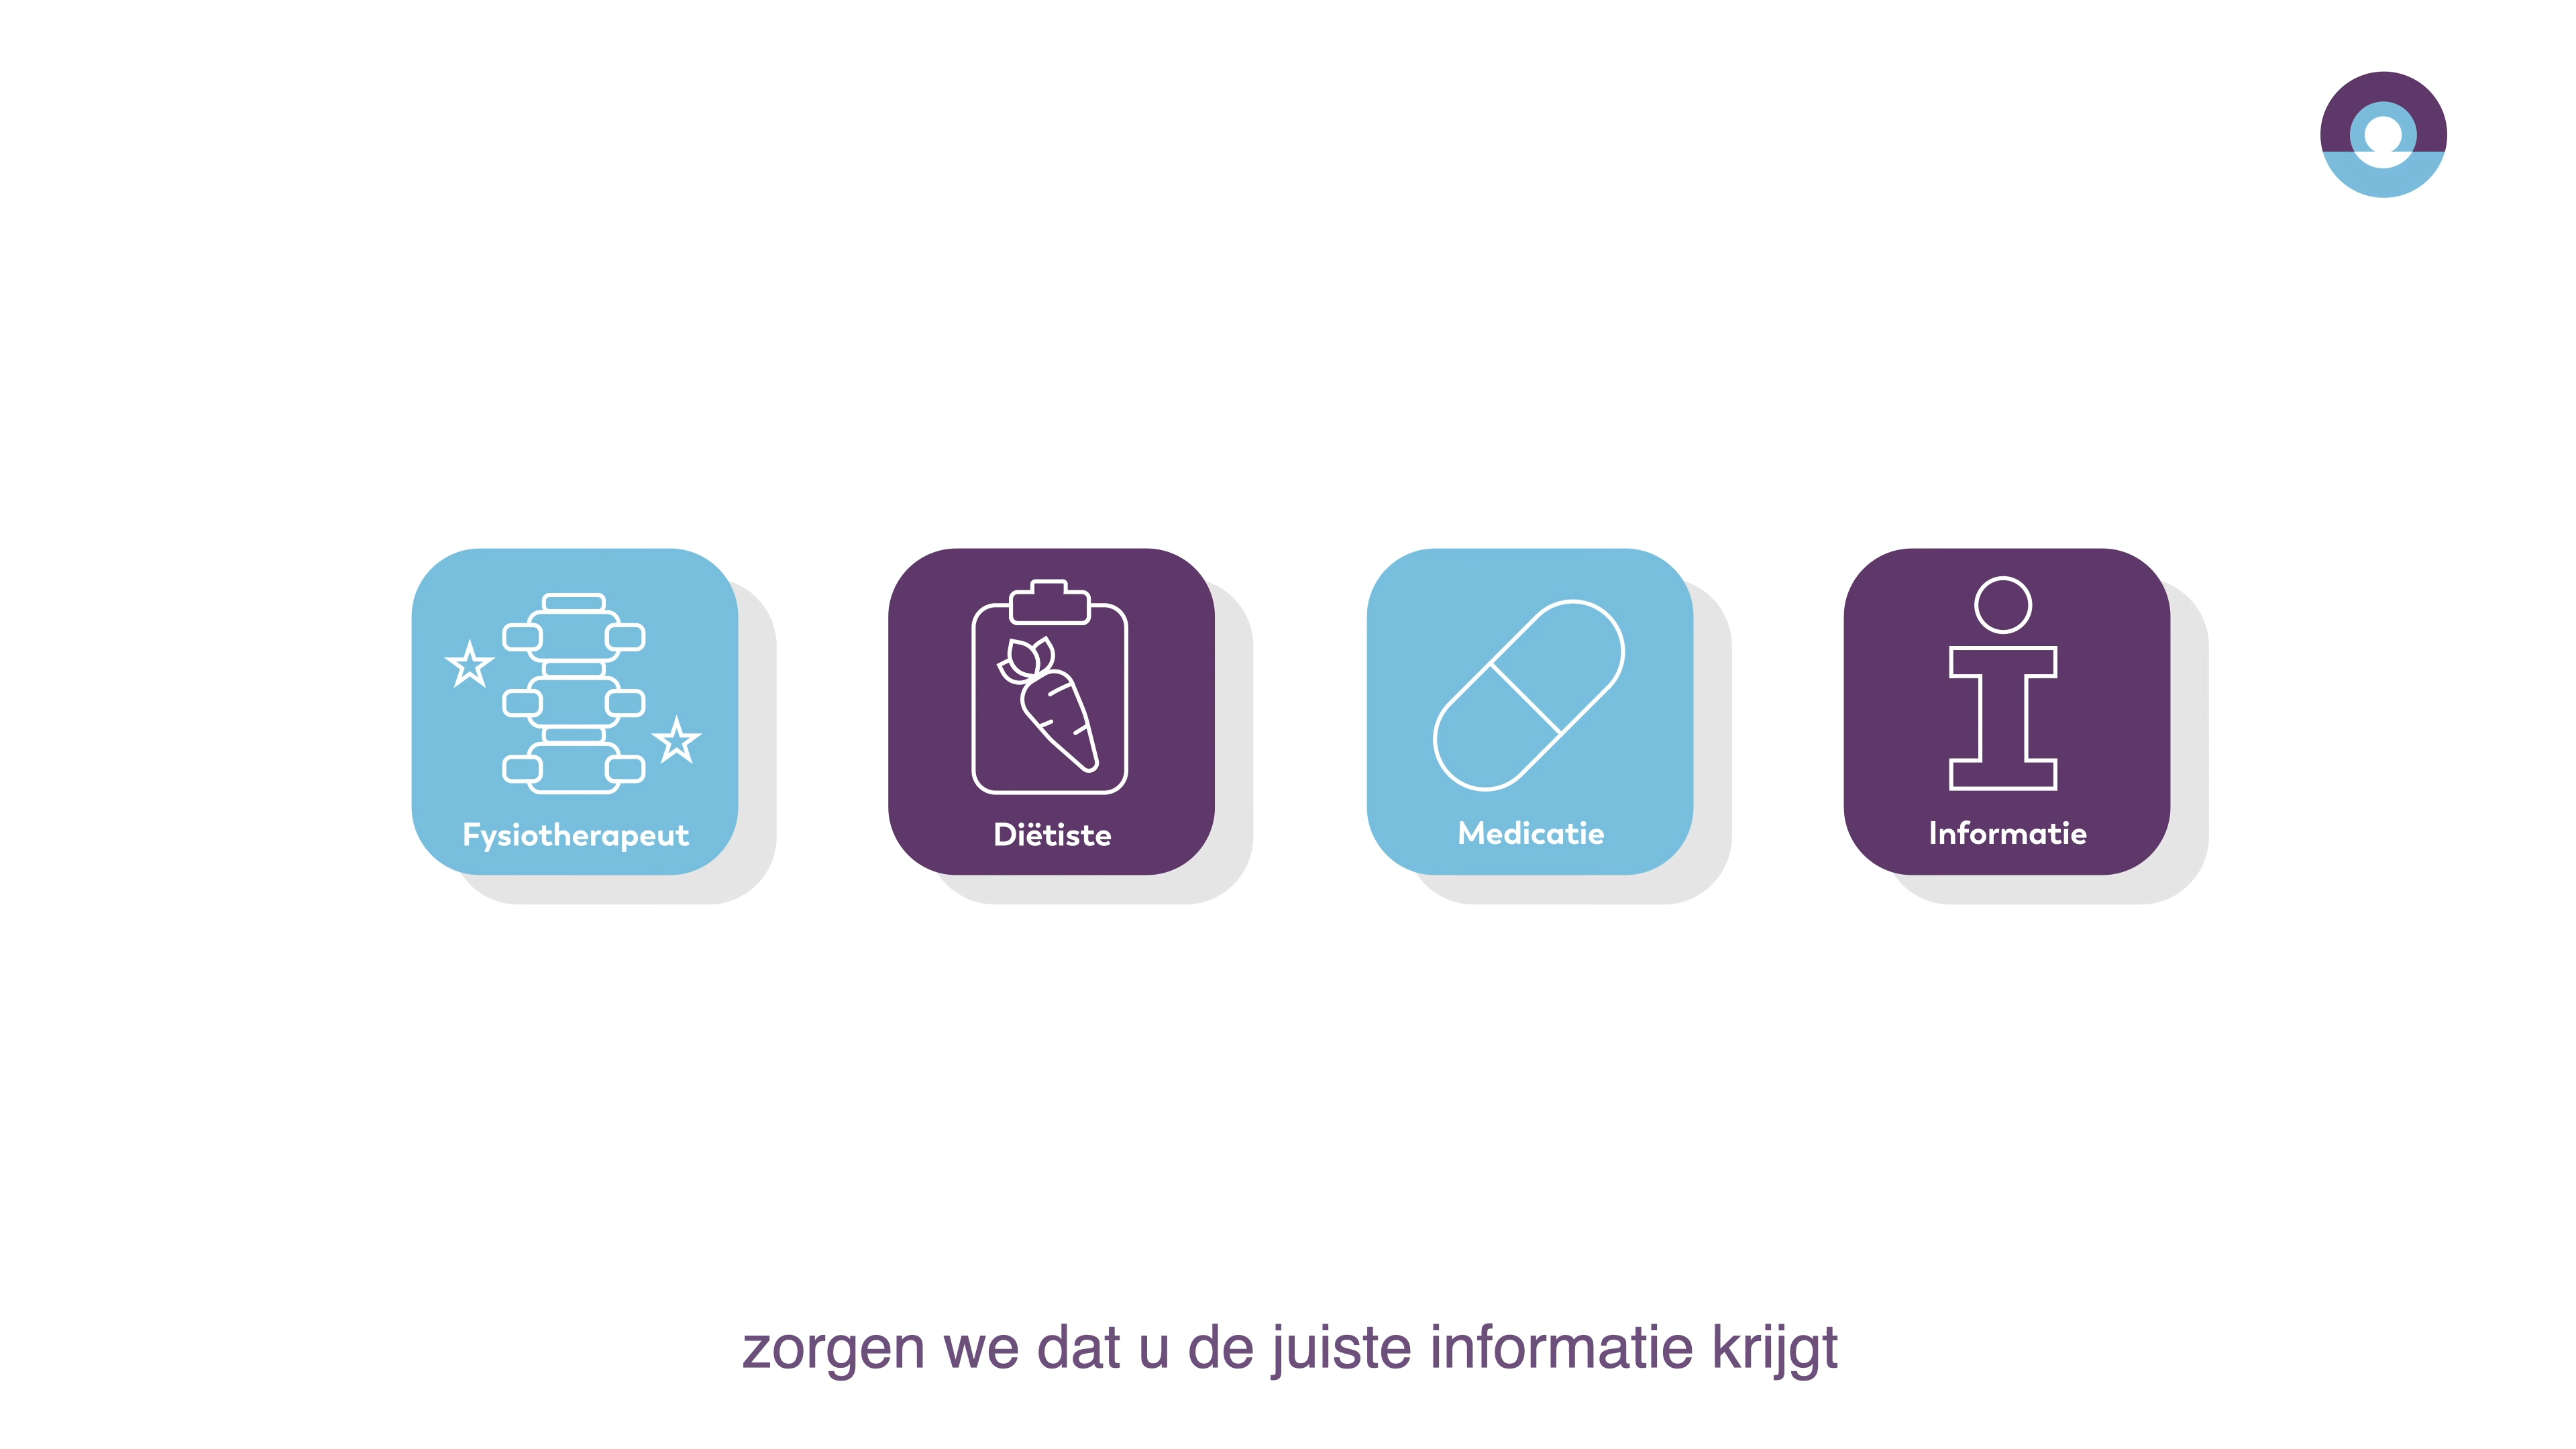 Fysiotherapeut
Diëtiste
Medicatie
Informatie
zorgen we dat u de juiste informatie krijgt